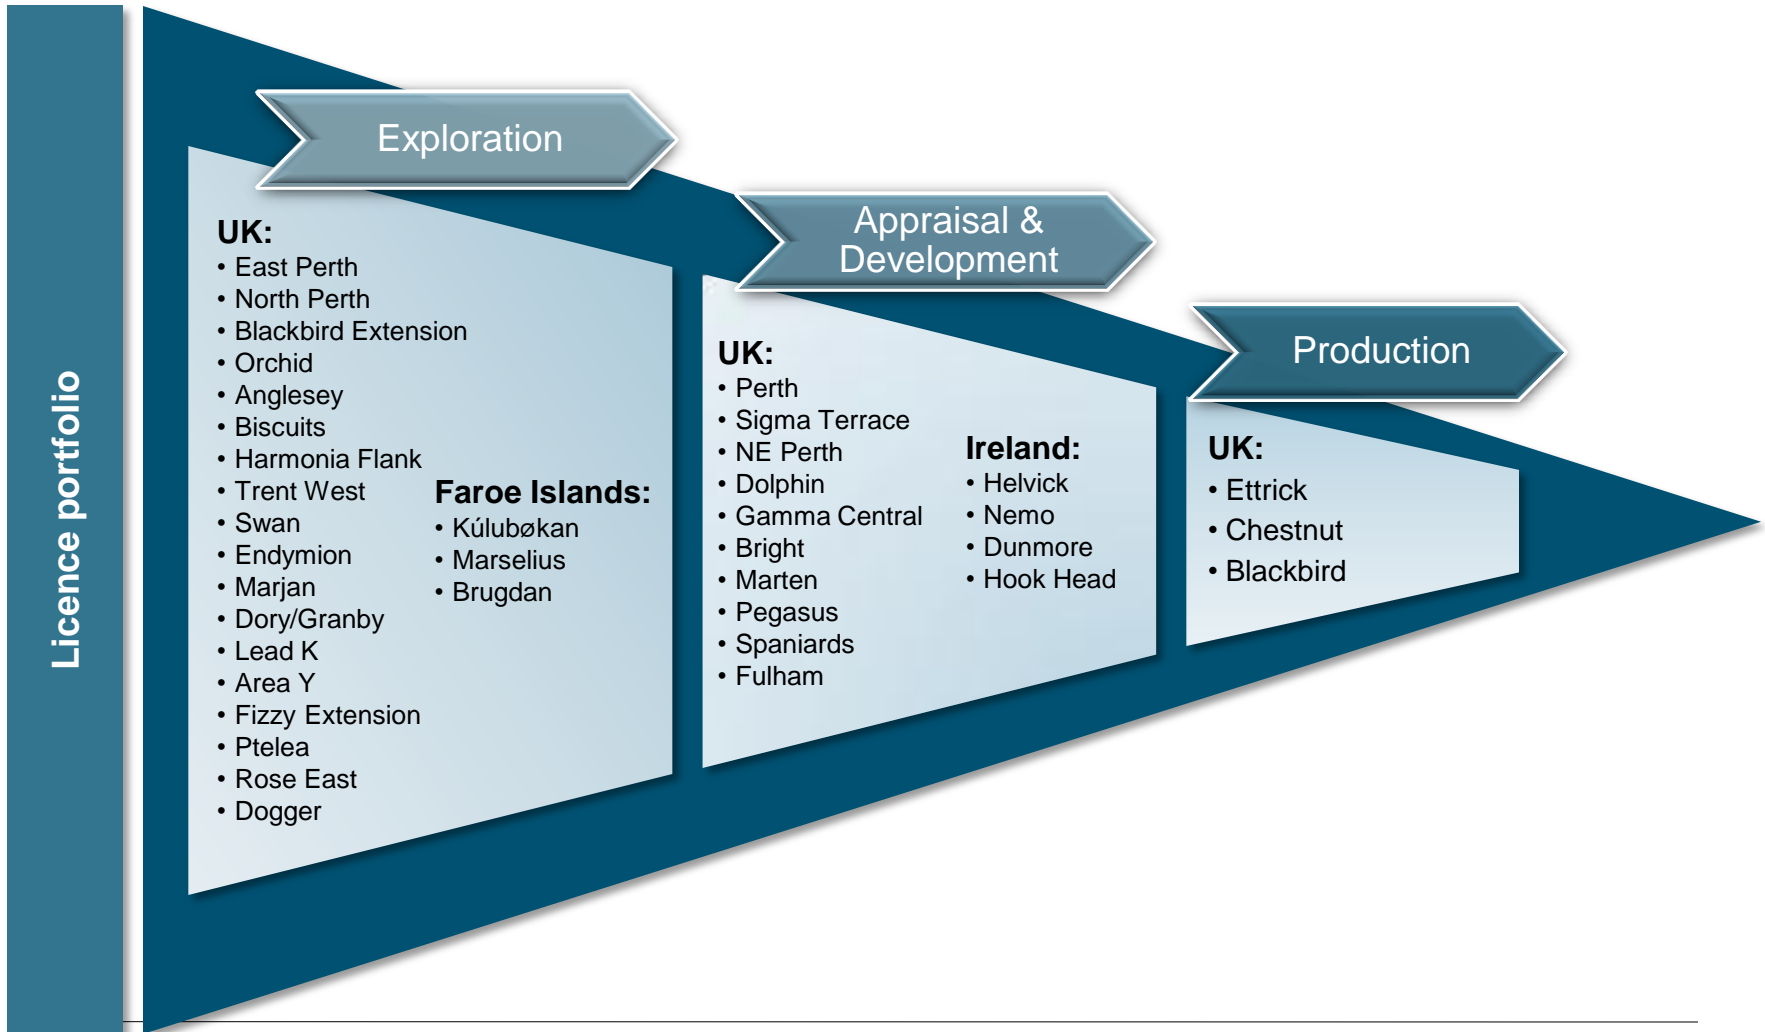 Licence portfolio
Exploration
UK:
• East Perth
• North Perth
• Blackbird Extension
• Orchid
• Anglesey
• Biscuits
• Harmonia Flank
• Trent West
• Swan
• Endymion
• Marjan
• Dory/Granby
• Lead K
• Area Y
• Fizzy Extension
• Ptelea
• Rose East
• Dogger
Faroe Islands:
• Kúlubøkan
• Marselius
• Brugdan
Appraisal &
Development
UK:
• Perth
• Sigma Terrace
• NE Perth
• Dolphin
• Gamma Central
• Bright
• Marten
• Pegasus
• Spaniards
• Fulham
Ireland:
• Helvick
• Nemo
• Dunmore
• Hook Head
Production
UK:
• Ettrick
• Chestnut
• Blackbird